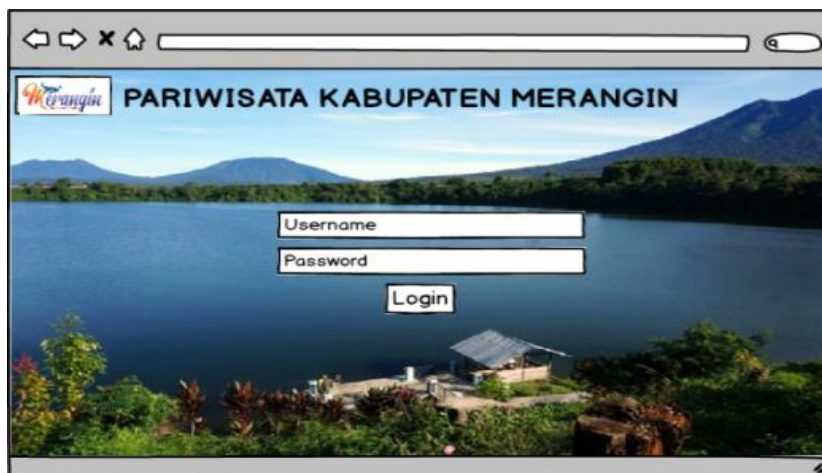 Merangin
PARIWISATA KABUPATEN MERANGIN
Username
Password
Login